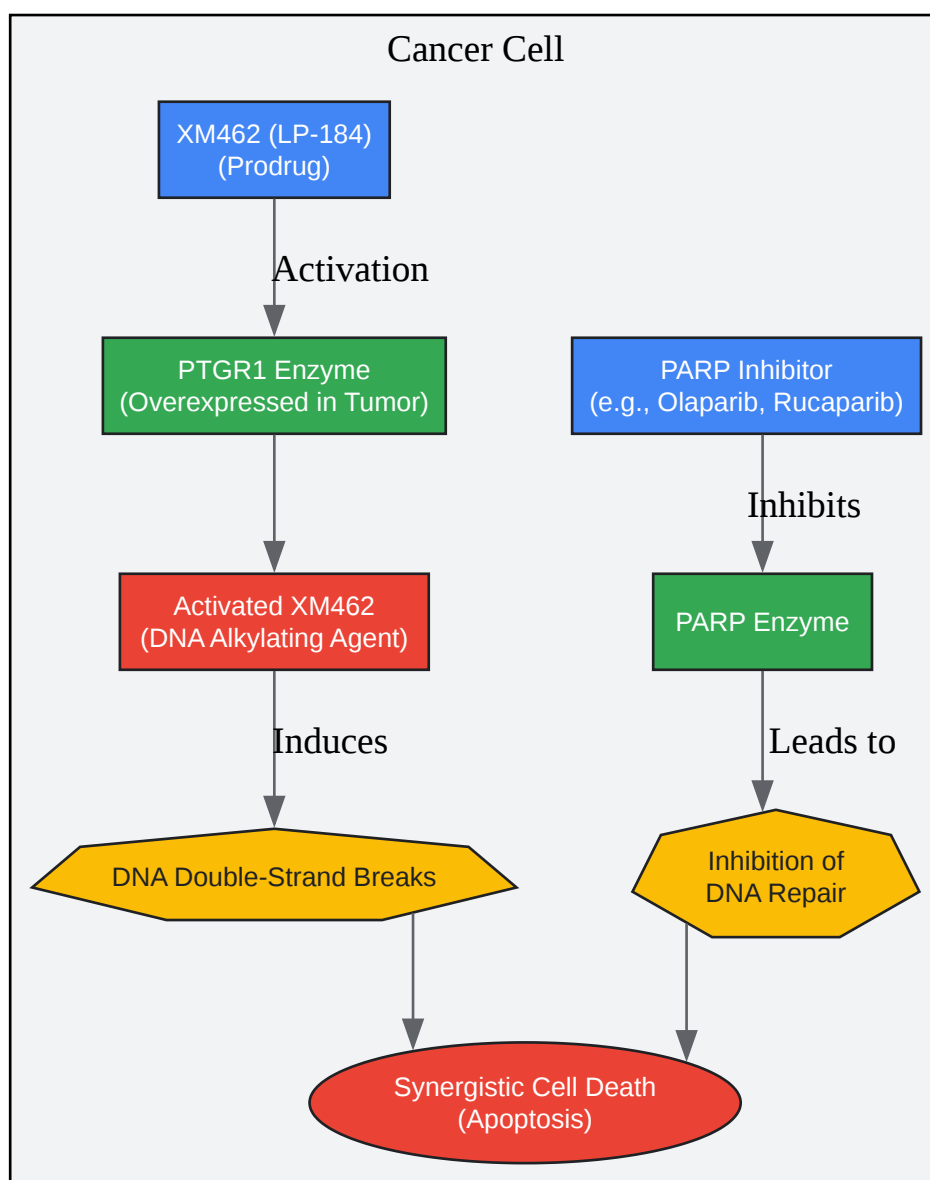 Cancer Cell
XM462 (LP-184)
(Prodrug)
Activation
PTGR1 Enzyme
(Overexpressed in Tumor)
PARP Inhibitor
(e.g., Olaparib, Rucaparib)
Inhibits
Activated XM462
(DNA Alkylating Agent)
PARP Enzyme
Induces
Leads to
DNA Double-Strand Breaks
Inhibition of
DNA Repair
Synergistic Cell Death
(Apoptosis)